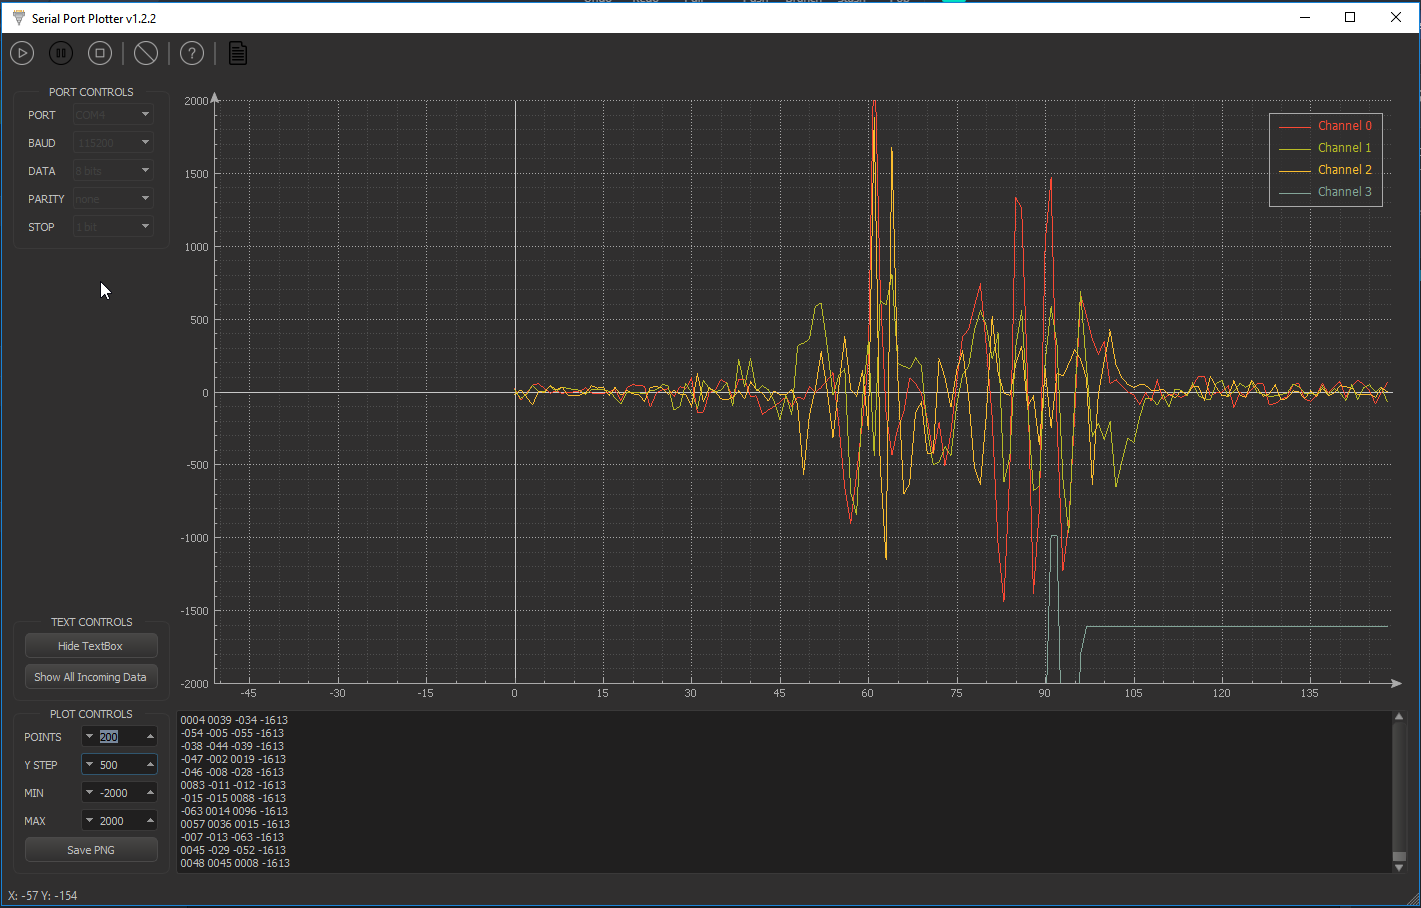 Serial Port Plotter v1.2.2
PORT CONTROLS
PORT COM4
BAUD 115200
DATA 8 bits
PARITY none
STOP 1 bit
2000
1500
1000
500
0
-500
-1000
-1500
-2000
-45 -30 -15 0 15 30 45 60 75 90 105 120 135
Channel 0
Channel 1
Channel 2
Channel 3
TEXT CONTROLS
Hide TextBox
Show All Incoming Data
PLOT CONTROLS
POINTS 200
Y STEP 500
MIN -2000
MAX 2000
Save PNG
0004 0039 -034 -1613
-054 -005 -055 -1613
-038 -044 -039 -1613
-047 -002 0019 -1613
-046 -008 -028 -1613
0083 -011 -012 -1613
-015 -015 0088 -1613
-063 0014 0096 -1613
0057 0036 0015 -1613
-007 -013 -063 -1613
0045 -029 -052 -1613
0048 0045 0008 -1613
X: -57 Y: -154